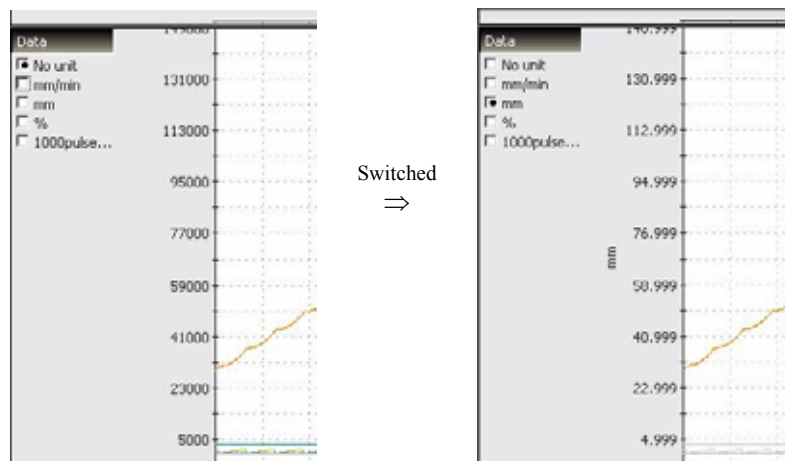 Data
No unit
mm/min
mm
%
1000pulse...
131000
113000
95000
77000
59000
41000
23000
5000
Switched
⇒
Data
No unit
mm/min
mm
%
1000pulse...
130.999
112.999
94.999
76.999
mm
58.999
40.999
22.999
4.999